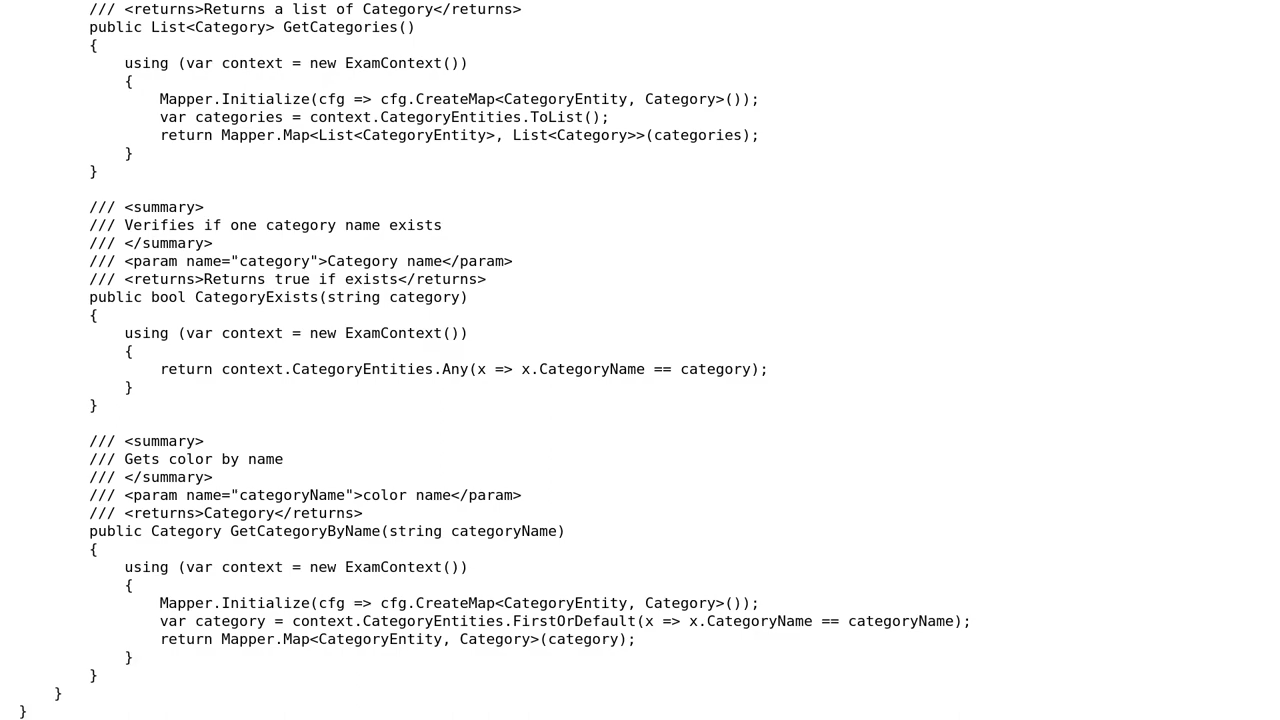 /// <returns>Returns a list of Category</returns>
public List<Category> GetCategories()
{
using (var context = new ExamContext())
{
Mapper.Initialize(cfg => cfg.CreateMap<CategoryEntity, Category>());
var categories = context.CategoryEntities.ToList();
return Mapper.Map<List<CategoryEntity>, List<Category>>(categories);
}
}
/// <summary>
/// Verifies if one category name exists
/// </summary>
/// <param name="category">Category name</param>
/// <returns>Returns true if exists</returns>
public bool CategoryExists(string category)
{
using (var context = new ExamContext())
{
return context.CategoryEntities.Any(x => x.CategoryName == category);
}
}
/// <summary>
/// Gets color by name
/// </summary>
/// <param name="categoryName">color name</param>
/// <returns>Category</returns>
public Category GetCategoryByName(string categoryName)
{
using (var context = new ExamContext())
{
Mapper.Initialize(cfg => cfg.CreateMap<CategoryEntity, Category>());
var category = context.CategoryEntities.FirstOrDefault(x => x.CategoryName == categoryName);
return Mapper.Map<CategoryEntity, Category>(category);
}
}
}
}